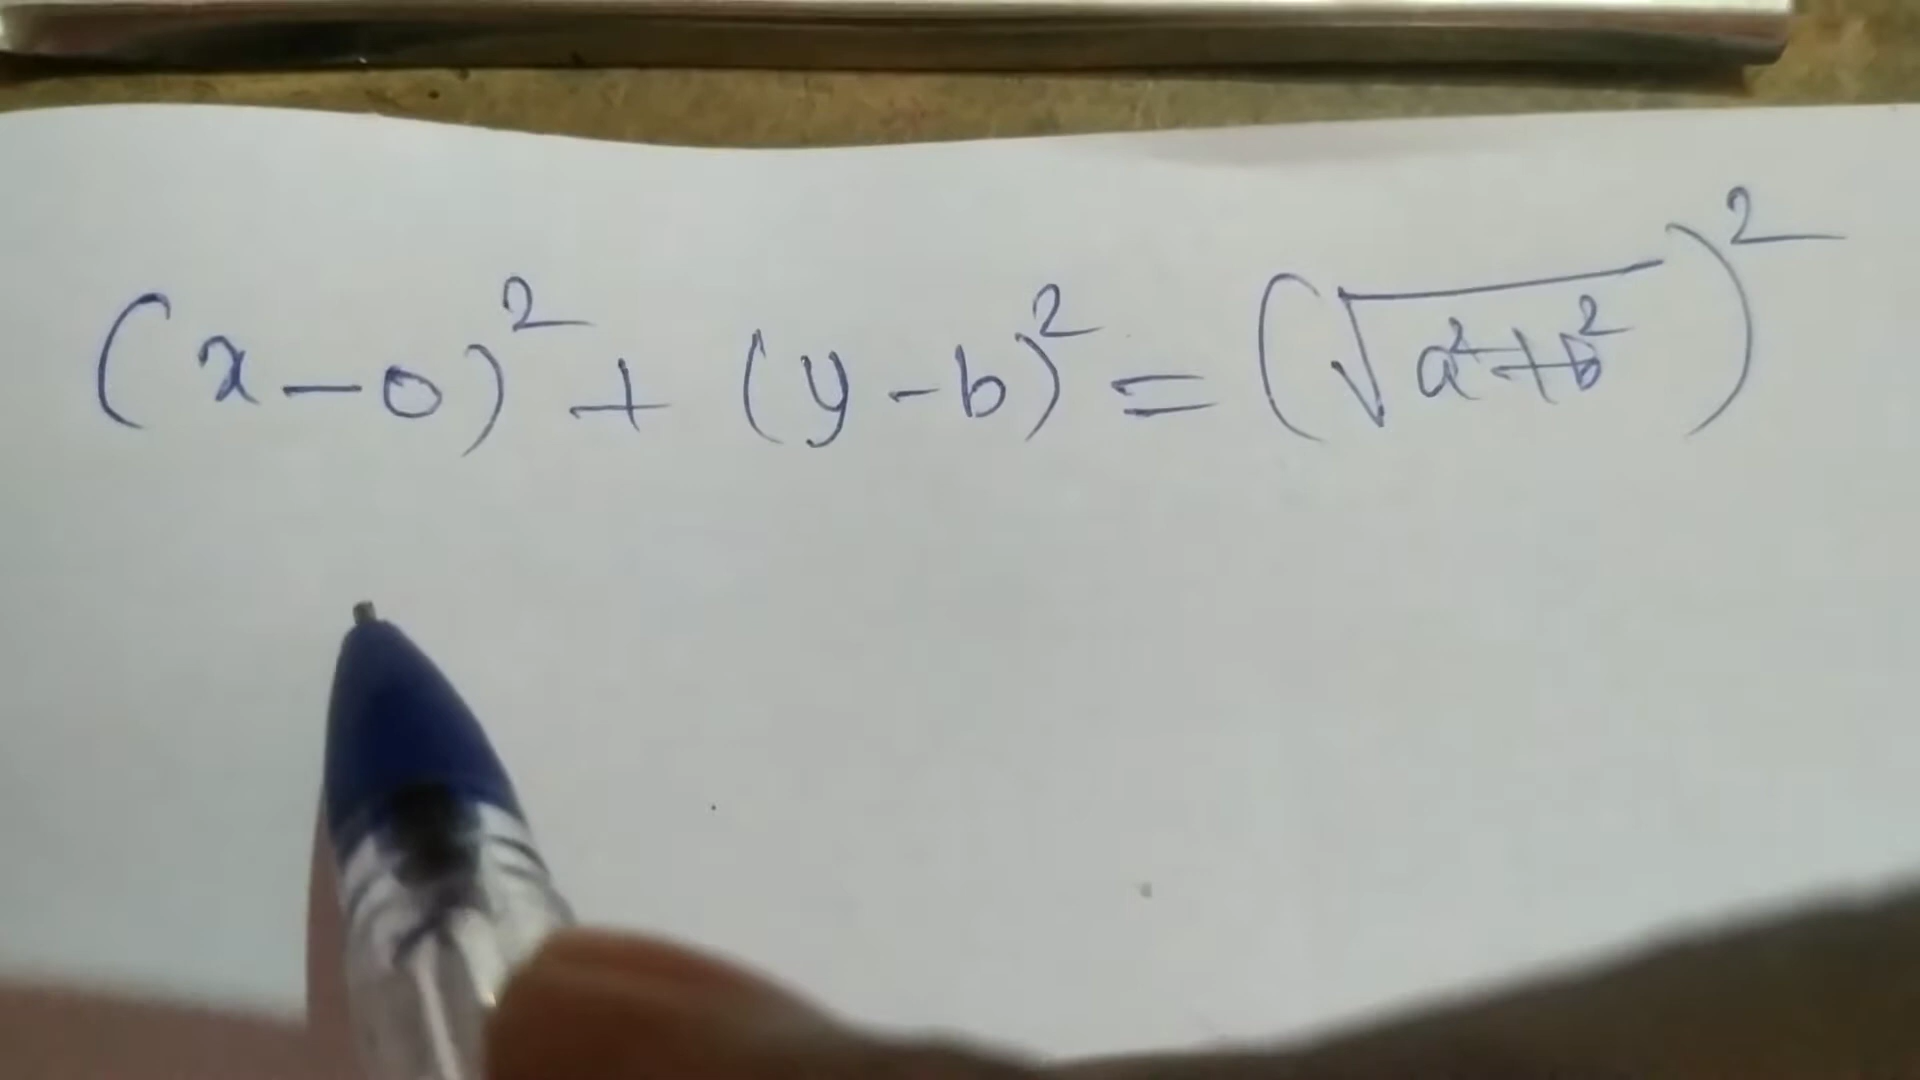 (x-0)² + (y-b)² = (√a²+b²)²